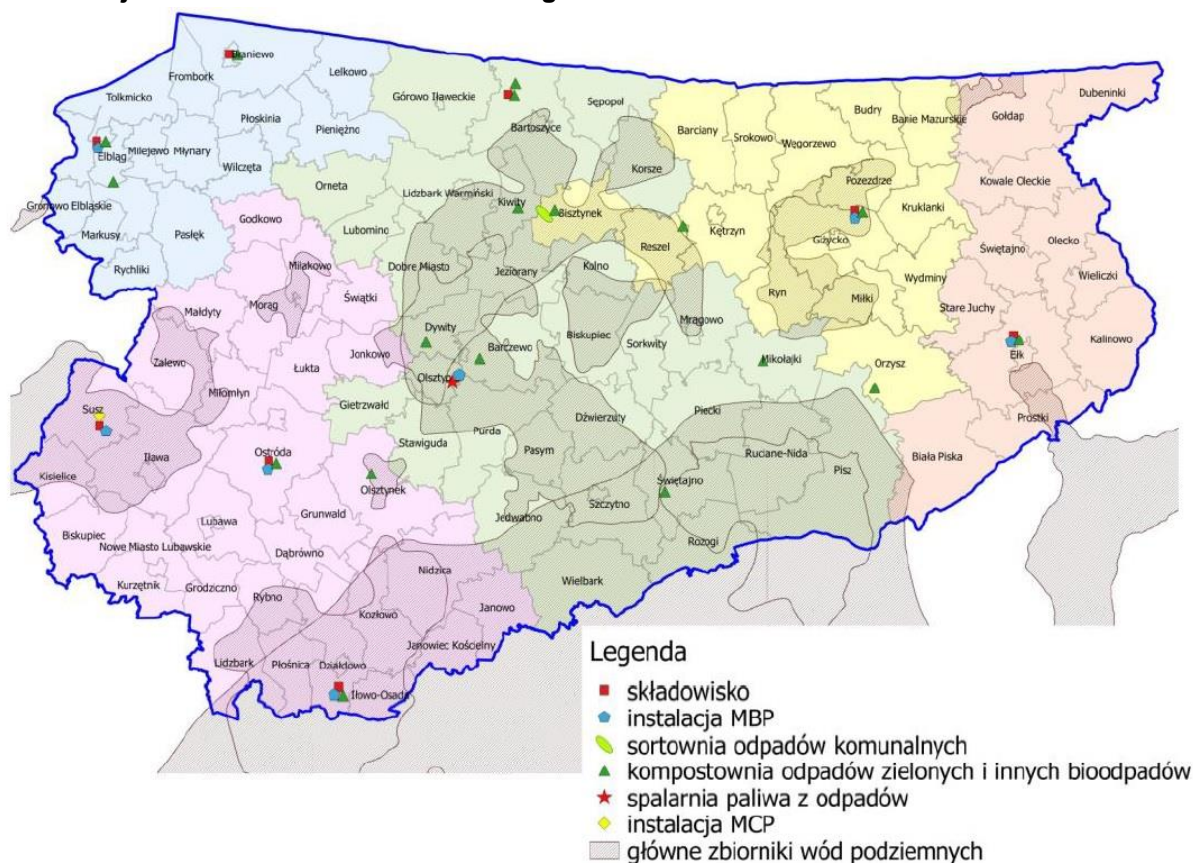 Braniewo
Frombork
Lelkowo
Tolkmicko
Górowo Iławeckie
Sępopol
Budry
Banie Mazurskie
Gołdap
Dubeninki
Płoskinia
Pieniężno
Bartoszyce
Barciany
Srokowo
Węgorzewo
Elbląg
Milejewo
Młynary
Wilczęta
Korsze
Pozezdrze
Kowale Oleckie
Orneta
Lidzbark Warmiński
Kiwity
Bisztynek
Kruklanki
Gronowo Elbląskie
Godkowo
Markusy
Pasłęk
Lubomino
Reszel
Kętrzyn
Giżycko
Świętajno
Olecko
Rychliki
Miłakowo
Dobre Miasto
Jeziorany
Kolno
Wydminy
Wieliczki
Małdyty
Morąg
Świątki
Ryn
Miłki
Stare Juchy
Dywity
Biskupiec
Mrągowo
Kalinowo
Zalewo
Jonkowo
Barczewo
Sorkwity
Mikołajki
Orzysz
Ełk
Łukta
Olsztyn
Miłomłyn
Susz
Gietrzwałd
Dźwierzuty
Piecki
Prostki
Stawiguda
Purda
Pasym
Ruciane-Nida
Pisz
Biała Piska
Kisielice
Iława
Ostróda
Olsztynek
Świętajno
Szczytno
Jedwabno
Biskupiec
Lubawa
Grunwald
Nowe Miasto Lubawskie
Dąbrówno
Rozogi
Kurzętnik
Grodziczno
Rybno
Nidzica
Wielbark
Kozłowo
Janowo
Janowiec Kościelny
Lidzbark
Płośnica
Działdowo
Iłowo-Osada
Legenda
składowisko
instalacja MBP
sortownia odpadów komunalnych
kompostownia odpadów zielonych i innych bioodpadów
spalarnia paliwa z odpadów
instalacja MCP
główne zbiorniki wód podziemnych